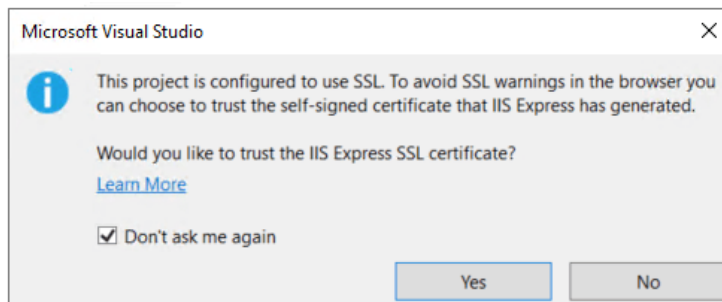 Microsoft Visual Studio
This project is configured to use SSL. To avoid SSL warnings in the browser you
can choose to trust the self-signed certificate that IIS Express has generated.
Would you like to trust the IIS Express SSL certificate?
Learn More
Don't ask me again
Yes
No